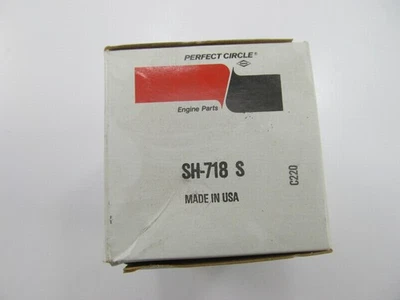 PERFECT CIRCLE®
Engine Parts
SH-718 S
MADE IN USA
C220